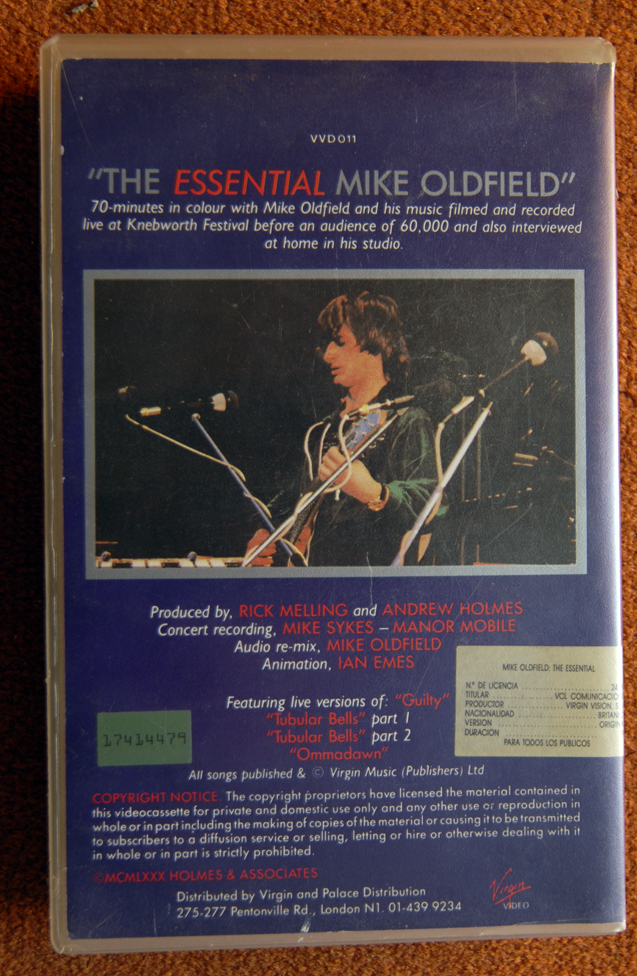 VVD011
"THE ESSENTIAL MIKE OLDFIELD"
70-minutes in colour with Mike Oldfield and his music filmed and recorded
live at Knebworth Festival before an audience of 60,000 and also interviewed
at home in his studio.
Produced by, RICK MELLING and ANDREW HOLMES
Concert recording, MIKE SYKES – MANOR MOBILE
Audio re-mix, MIKE OLDFIELD
Animation, IAN EMES
Featuring live versions of: "Guilty"
"Tubular Bells" part 1
"Tubular Bells" part 2
"Ommadawn"
All songs published & © Virgin Music (Publishers) Ltd
MIKE OLDFIELD: THE ESSENTIAL
N.º DE LICENCIA 24
TITULAR VCL COMUNICACIO
PRODUCTOR VIRGIN VISION, S
NACIONALIDAD BRITAN
VERSION ORIGIN
DURACION
PARA TODOS LOS PUBLICOS
17414479
COPYRIGHT NOTICE. The copyright proprietors have licensed the material contained in
this videocassette for private and domestic use only and any other use or reproduction in
whole or in part including the making of copies of the material or causing it to be transmitted
to subscribers to a diffusion service or selling, letting or hire or otherwise dealing with it
in whole or in part is strictly prohibited.
©MCMLXXX HOLMES & ASSOCIATES
Distributed by Virgin and Palace Distribution
275-277 Pentonville Rd., London N1. 01-439 9234
Virgin
VIDEO